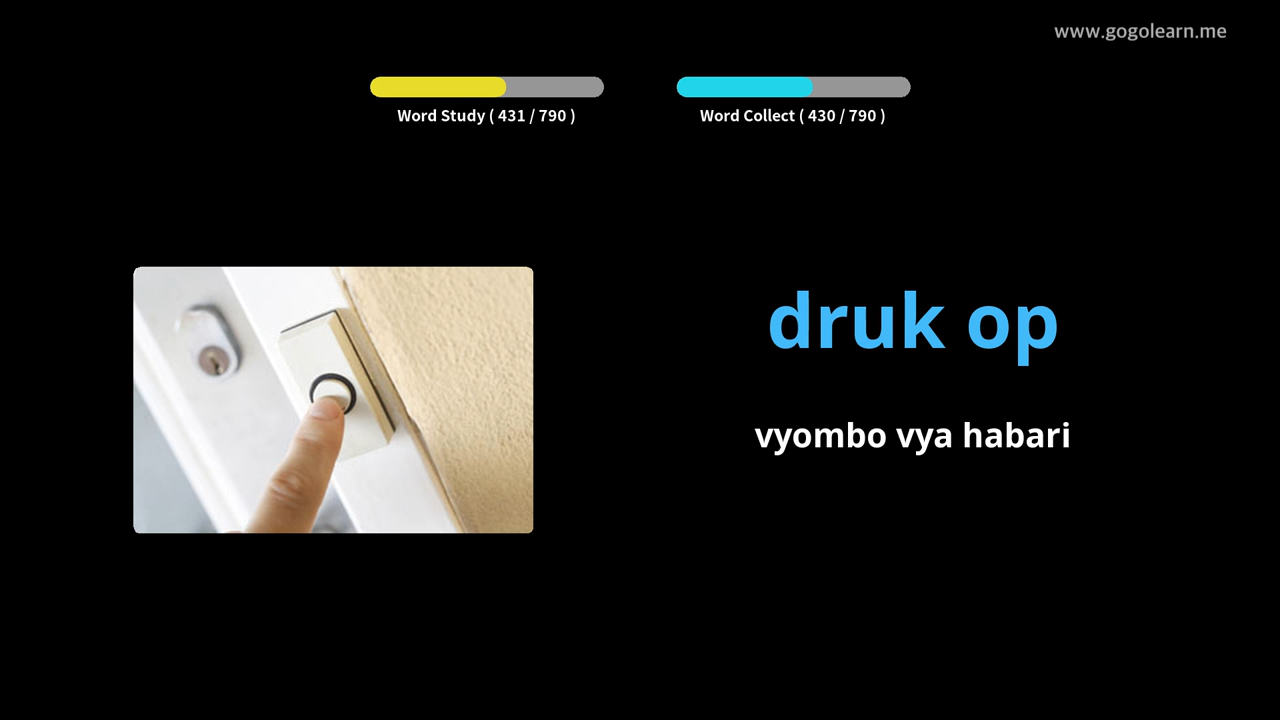 www.gogolearn.me
Word Study ( 431 / 790 )
Word Collect ( 430 / 790 )
druk op
vyombo vya habari